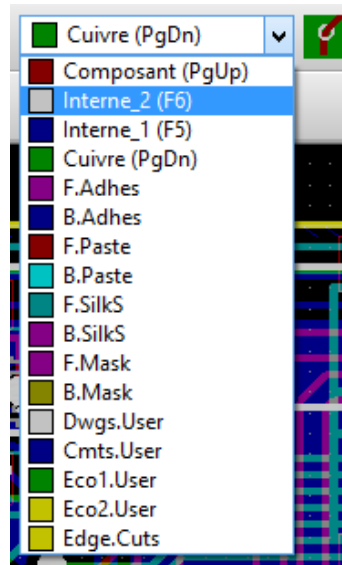 Cuivre (PgDn)
Composant (PgUp)
Interne_2 (F6)
Interne_1 (F5)
Cuivre (PgDn)
F.Adhes
B.Adhes
F.Paste
B.Paste
F.SilkS
B.SilkS
F.Mask
B.Mask
Dwgs.User
Cmts.User
Eco1.User
Eco2.User
Edge.Cuts